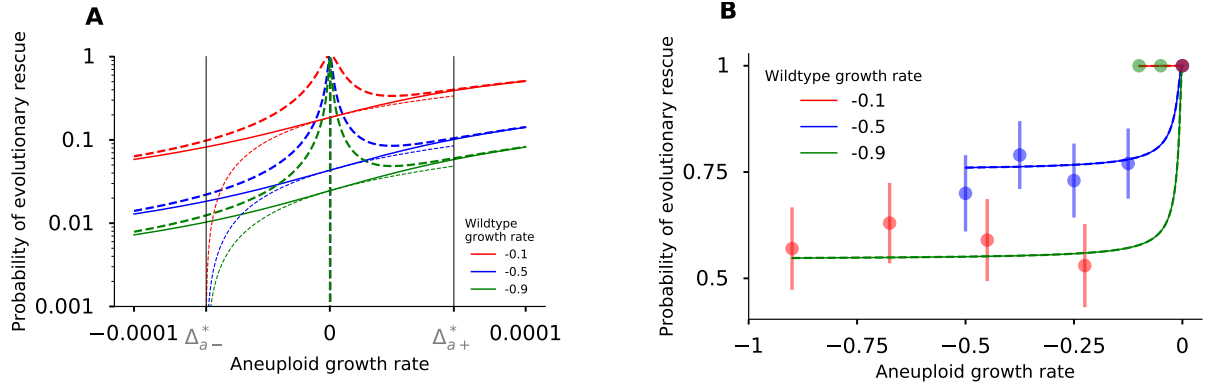 A
Probability of evolutionary rescue
1
0.1
0.01
0.001
Wildtype
growth rate
-0.1
-0.5
-0.9
−0.0001
Δ*a−
0
Δ*a+
0.0001
Aneuploid growth rate
B
Probability of evolutionary rescue
1
0.75
0.5
Wildtype growth rate
-0.1
-0.5
-0.9
−1
−0.75
−0.5
−0.25
0
Aneuploid growth rate